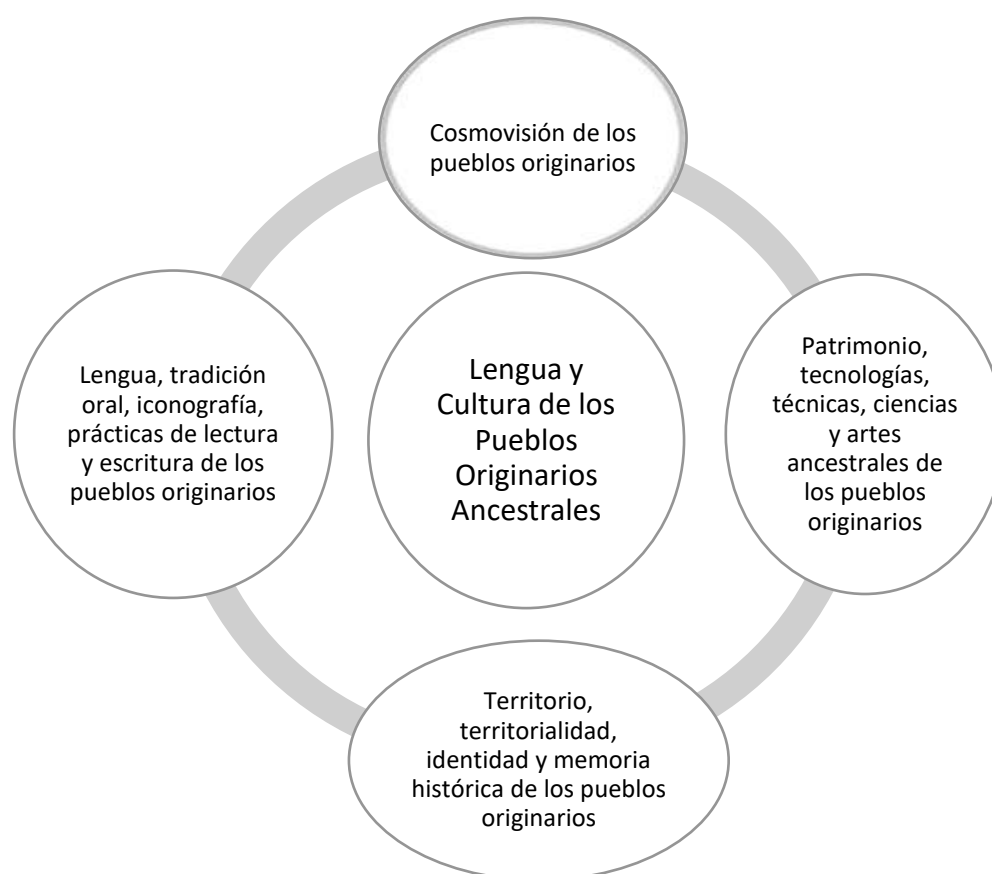 Cosmovisión de los
pueblos originarios
Lengua, tradición
oral, iconografía,
prácticas de lectura
y escritura de los
pueblos originarios
Lengua y
Cultura de los
Pueblos
Originarios
Ancestrales
Patrimonio,
tecnologías,
técnicas, ciencias
y artes
ancestrales de
los pueblos
originarios
Territorio,
territorialidad,
identidad y memoria
histórica de los pueblos
originarios